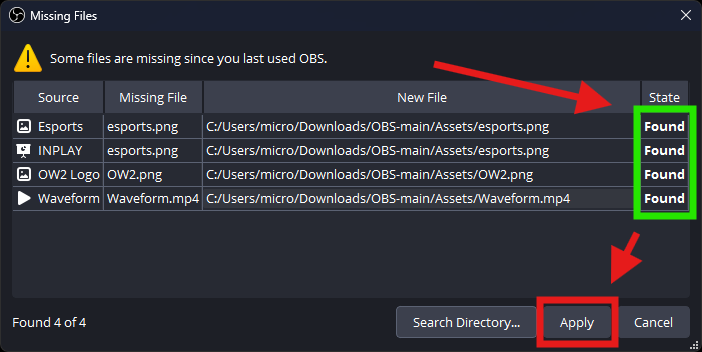 Missing Files
Some files are missing since you last used OBS.
Source Missing File New File State
Esports esports.png C:/Users/micro/Downloads/OBS-main/Assets/esports.png Found
INPLAY esports.png C:/Users/micro/Downloads/OBS-main/Assets/esports.png Found
OW2 Logo OW2.png C:/Users/micro/Downloads/OBS-main/Assets/OW2.png Found
Waveform Waveform.mp4 C:/Users/micro/Downloads/OBS-main/Assets/Waveform.mp4 Found
Found 4 of 4 Search Directory... Apply Cancel